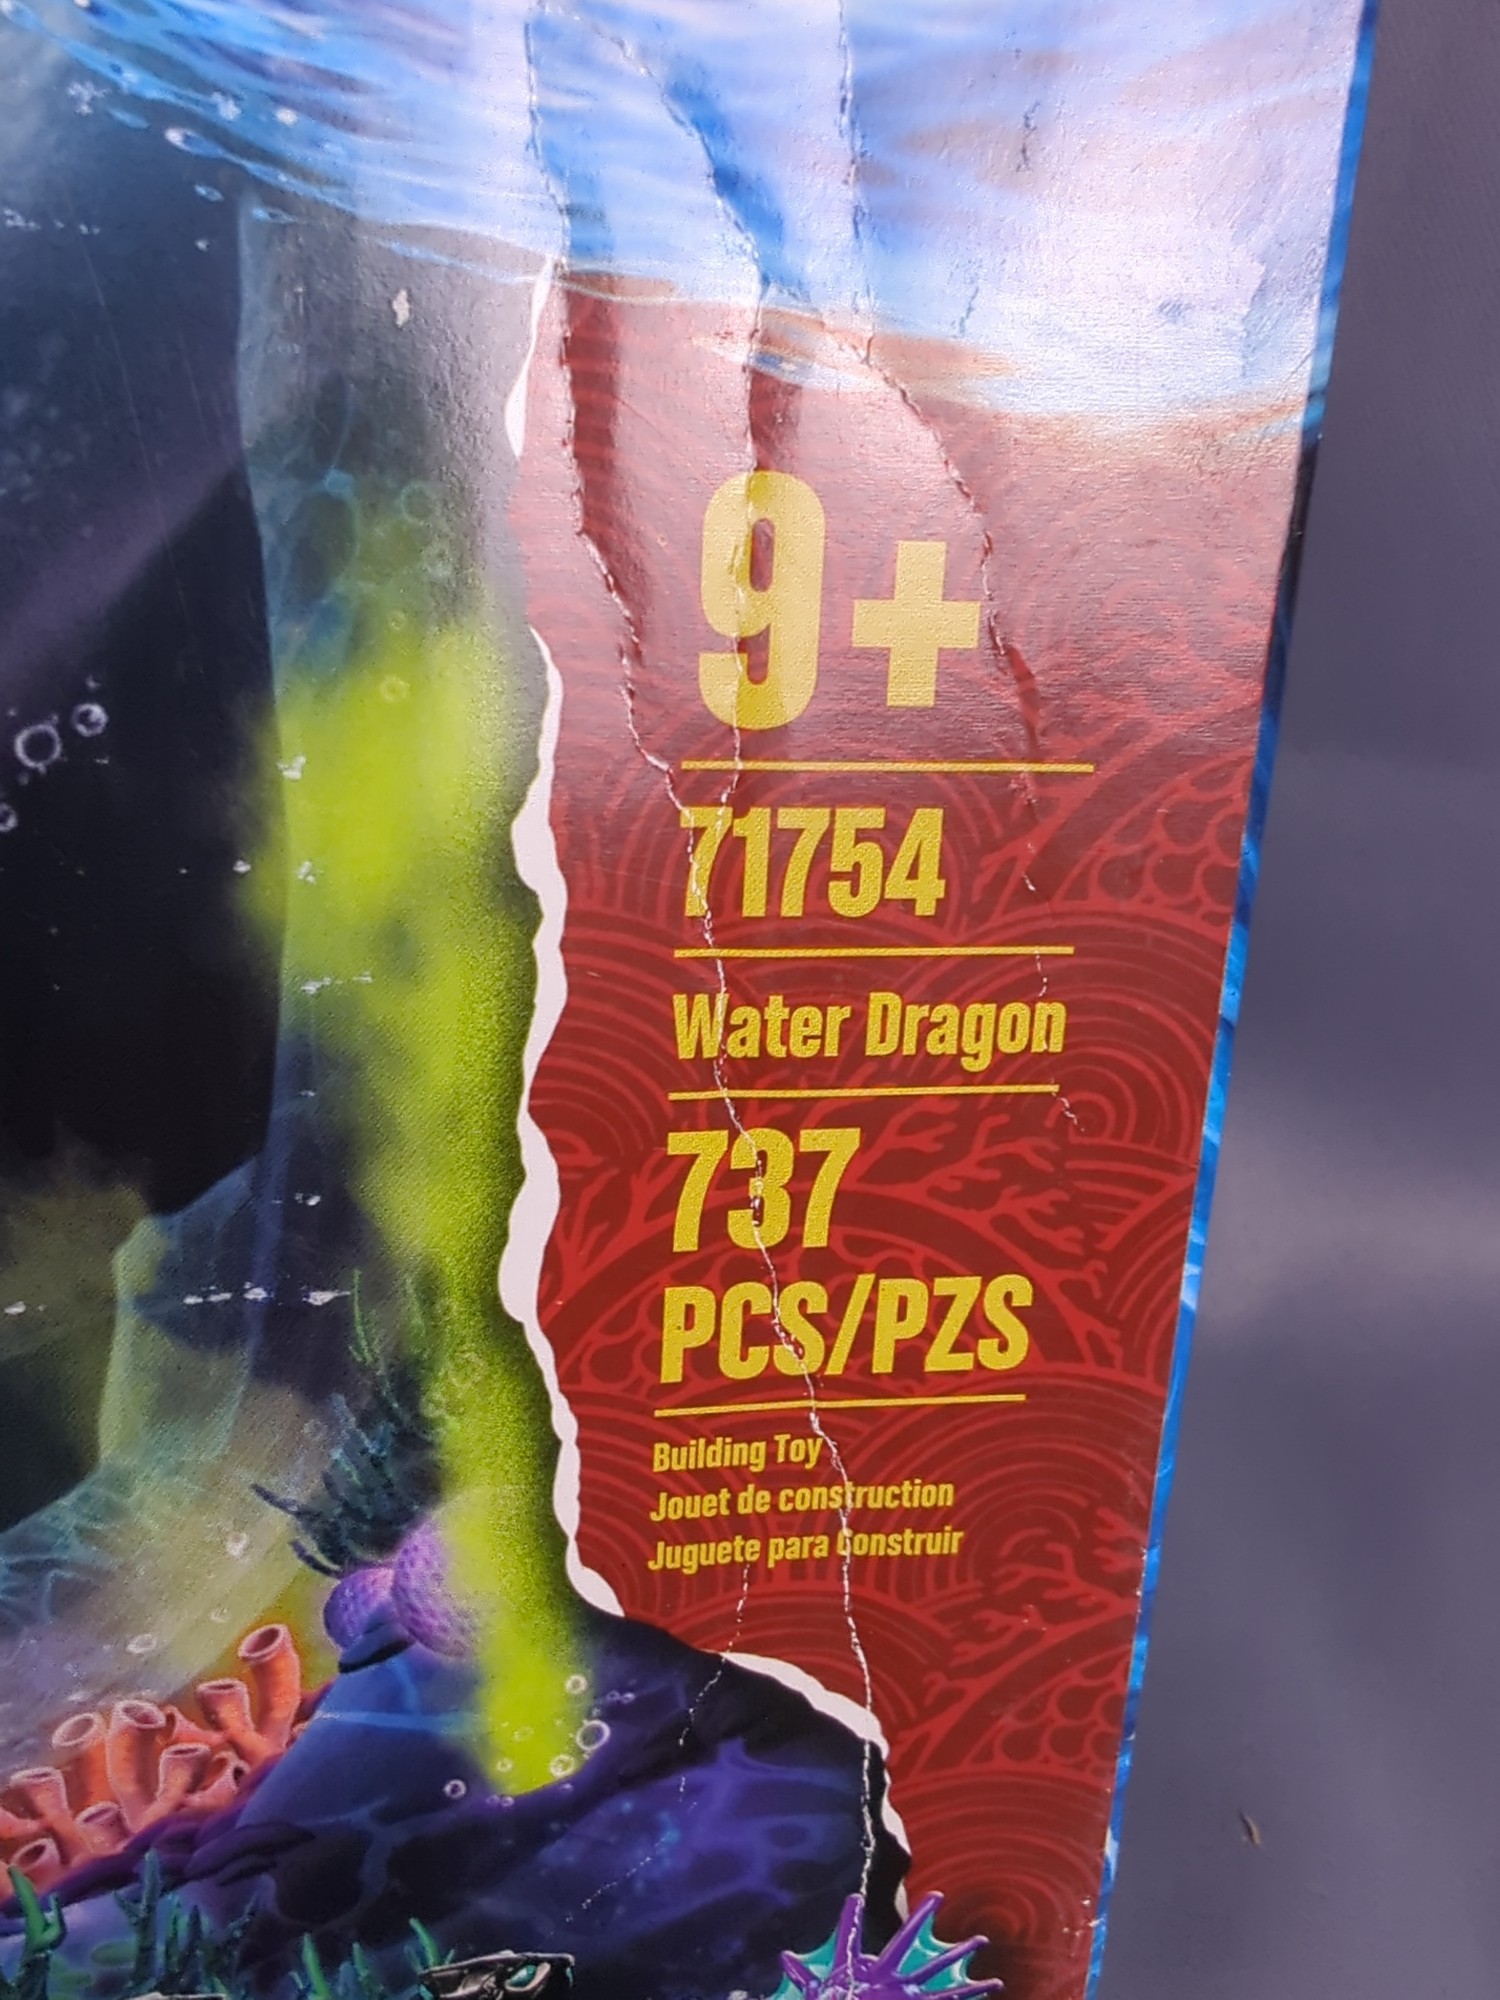 9+
71754
Water Dragon
737
PCS/PZS
Building Toy
Jouet de construction
Juguete para Construir